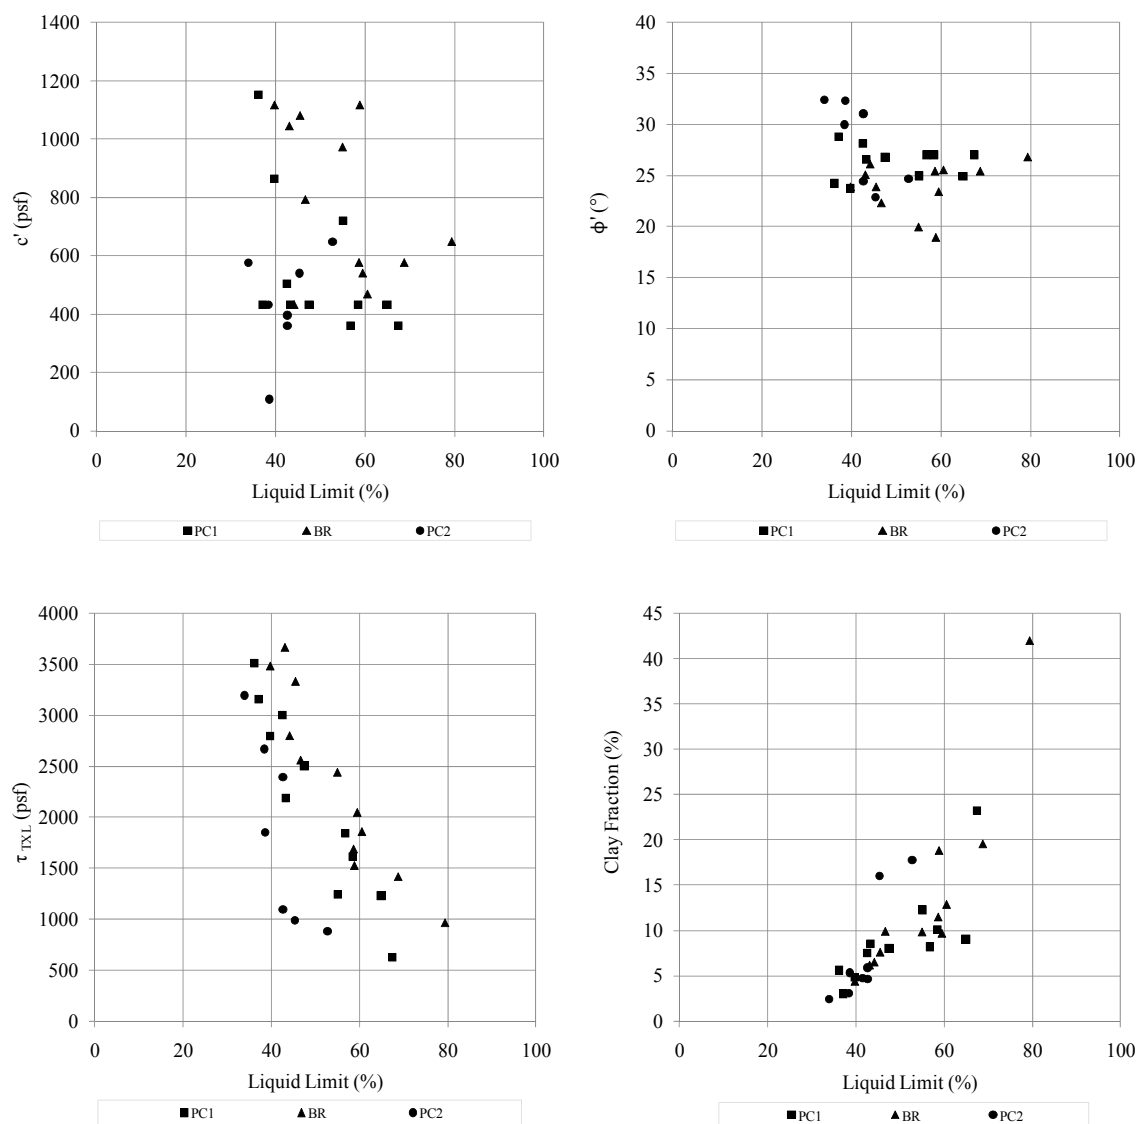 1400
1200
1000
800
600
400
200
0
c' (psf)
0 20 40 60 80 100
Liquid Limit (%)
PC1 BR PC2
40
35
30
25
20
15
10
5
0
ϕ' (°)
0 20 40 60 80 100
Liquid Limit (%)
PC1 BR PC2
4000
3500
3000
2500
2000
1500
1000
500
0
τ TXL (psf)
0 20 40 60 80 100
Liquid Limit (%)
PC1 BR PC2
45
40
35
30
25
20
15
10
5
0
Clay Fraction (%)
0 20 40 60 80 100
Liquid Limit (%)
PC1 BR PC2